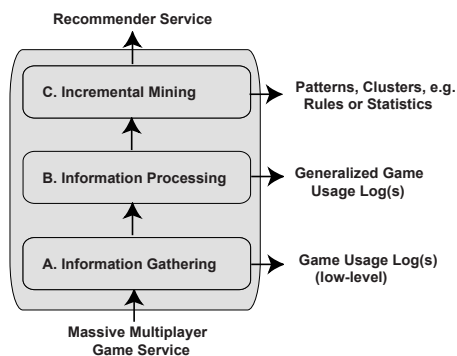 Recommender Service
C. Incremental Mining
Patterns, Clusters, e.g.
Rules or Statistics
B. Information Processing
Generalized Game
Usage Log(s)
A. Information Gathering
Game Usage Log(s)
(low-level)
Massive Multiplayer
Game Service